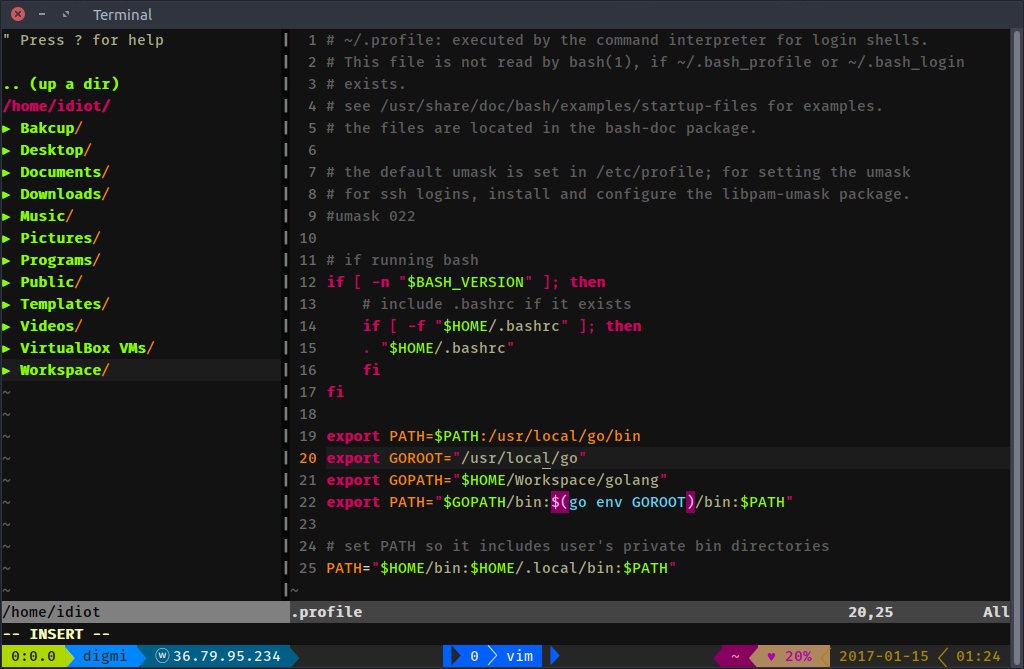 Terminal
" Press ? for help
.. (up a dir)
/home/idiot/
▸ Bakcup/
▸ Desktop/
▸ Documents/
▸ Downloads/
▸ Music/
▸ Pictures/
▸ Programs/
▸ Public/
▸ Templates/
▸ Videos/
▸ VirtualBox VMs/
▸ Workspace/
~
~
~
~
~
~
~
~
~
~
/home/idiot
1 # ~/.profile: executed by the command interpreter for login shells.
2 # This file is not read by bash(1), if ~/.bash_profile or ~/.bash_login
3 # exists.
4 # see /usr/share/doc/bash/examples/startup-files for examples.
5 # the files are located in the bash-doc package.
6
7 # the default umask is set in /etc/profile; for setting the umask
8 # for ssh logins, install and configure the libpam-umask package.
9 #umask 022
10
11 # if running bash
12 if [ -n "$BASH_VERSION" ]; then
13     # include .bashrc if it exists
14     if [ -f "$HOME/.bashrc" ]; then
15     . "$HOME/.bashrc"
16     fi
17 fi
18
19 export PATH=$PATH:/usr/local/go/bin
20 export GOROOT="/usr/local/go"
21 export GOPATH="$HOME/Workspace/golang"
22 export PATH="$GOPATH/bin:$(go env GOROOT)/bin:$PATH"
23
24 # set PATH so it includes user's private bin directories
25 PATH="$HOME/bin:$HOME/.local/bin:$PATH"
~
.profile 20,25 All
-- INSERT --
0:0.0 digmi ⓦ 36.79.95.234 0 vim ~ ♥ 20% 2017-01-15 01:24